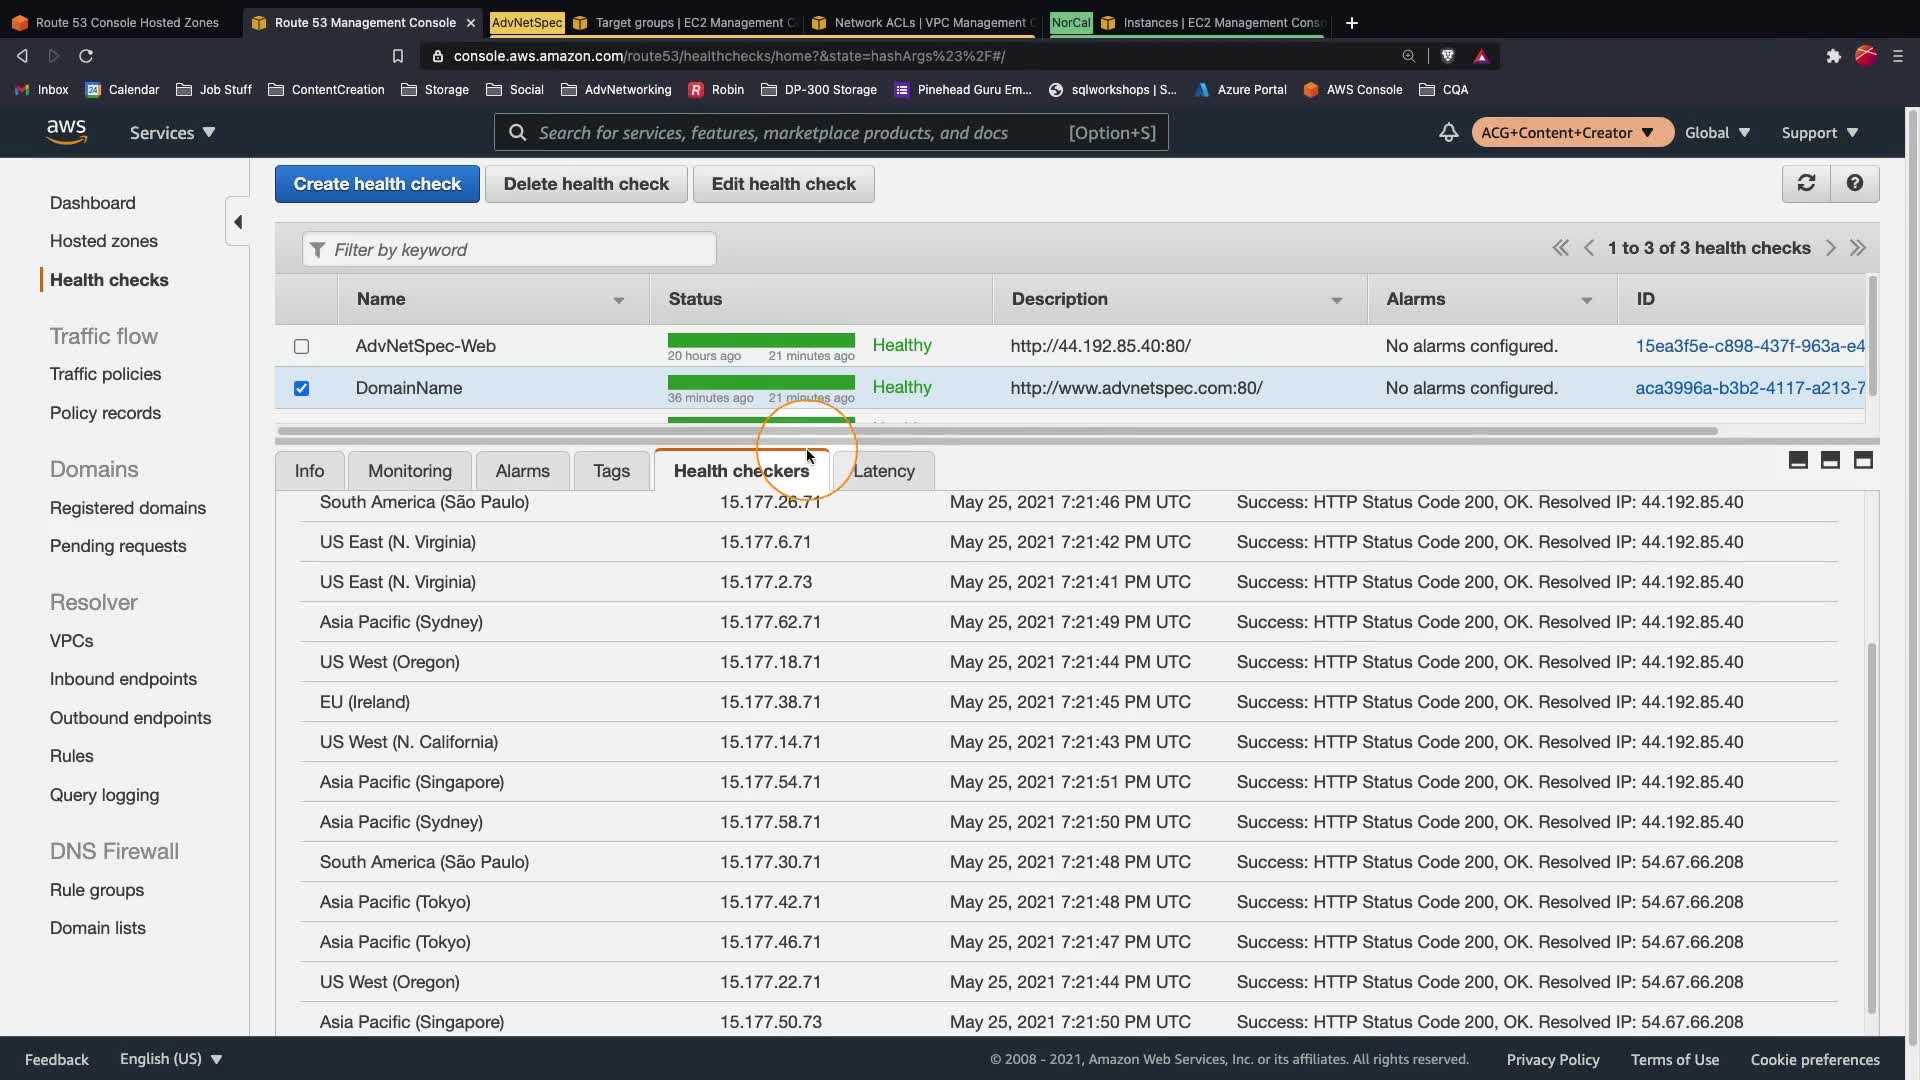 Route 53 Console Hosted Zones
Route 53 Management Console
AdvNetSpec
Target groups | EC2 Management C
Network ACLs | VPC Management C
NorCal
Instances | EC2 Management Cons
console.aws.amazon.com/route53/healthchecks/home?&state=hashArgs%23%2F#/
Inbox
Calendar
Job Stuff
ContentCreation
Storage
Social
AdvNetworking
Robin
DP-300 Storage
Pinehead Guru Em...
sqlworkshops | S...
Azure Portal
AWS Console
CQA
aws
Services
Search for services, features, marketplace products, and docs
[Option+S]
ACG+Content+Creator
Global
Support
Dashboard
Hosted zones
Health checks
Traffic flow
Traffic policies
Policy records
Domains
Registered domains
Pending requests
Resolver
VPCs
Inbound endpoints
Outbound endpoints
Rules
Query logging
DNS Firewall
Rule groups
Domain lists
Create health check
Delete health check
Edit health check
Filter by keyword
1 to 3 of 3 health checks
Name Status Description Alarms ID
AdvNetSpec-Web 20 hours ago 21 minutes ago Healthy http://44.192.85.40:80/ No alarms configured. 15ea3f5e-c898-437f-963a-e4
DomainName 36 minutes ago 21 minutes ago Healthy http://www.advnetspec.com:80/ No alarms configured. aca3996a-b3b2-4117-a213-7
Info Monitoring Alarms Tags Health checkers Latency
South America (São Paulo) 15.177.26.71 May 25, 2021 7:21:46 PM UTC Success: HTTP Status Code 200, OK. Resolved IP: 44.192.85.40
US East (N. Virginia) 15.177.6.71 May 25, 2021 7:21:42 PM UTC Success: HTTP Status Code 200, OK. Resolved IP: 44.192.85.40
US East (N. Virginia) 15.177.2.73 May 25, 2021 7:21:41 PM UTC Success: HTTP Status Code 200, OK. Resolved IP: 44.192.85.40
Asia Pacific (Sydney) 15.177.62.71 May 25, 2021 7:21:49 PM UTC Success: HTTP Status Code 200, OK. Resolved IP: 44.192.85.40
US West (Oregon) 15.177.18.71 May 25, 2021 7:21:44 PM UTC Success: HTTP Status Code 200, OK. Resolved IP: 44.192.85.40
EU (Ireland) 15.177.38.71 May 25, 2021 7:21:45 PM UTC Success: HTTP Status Code 200, OK. Resolved IP: 44.192.85.40
US West (N. California) 15.177.14.71 May 25, 2021 7:21:43 PM UTC Success: HTTP Status Code 200, OK. Resolved IP: 44.192.85.40
Asia Pacific (Singapore) 15.177.54.71 May 25, 2021 7:21:51 PM UTC Success: HTTP Status Code 200, OK. Resolved IP: 44.192.85.40
Asia Pacific (Sydney) 15.177.58.71 May 25, 2021 7:21:50 PM UTC Success: HTTP Status Code 200, OK. Resolved IP: 44.192.85.40
South America (São Paulo) 15.177.30.71 May 25, 2021 7:21:48 PM UTC Success: HTTP Status Code 200, OK. Resolved IP: 54.67.66.208
Asia Pacific (Tokyo) 15.177.42.71 May 25, 2021 7:21:48 PM UTC Success: HTTP Status Code 200, OK. Resolved IP: 54.67.66.208
Asia Pacific (Tokyo) 15.177.46.71 May 25, 2021 7:21:47 PM UTC Success: HTTP Status Code 200, OK. Resolved IP: 54.67.66.208
US West (Oregon) 15.177.22.71 May 25, 2021 7:21:44 PM UTC Success: HTTP Status Code 200, OK. Resolved IP: 54.67.66.208
Asia Pacific (Singapore) 15.177.50.73 May 25, 2021 7:21:50 PM UTC Success: HTTP Status Code 200, OK. Resolved IP: 54.67.66.208
Feedback
English (US)
© 2008 - 2021, Amazon Web Services, Inc. or its affiliates. All rights reserved.
Privacy Policy
Terms of Use
Cookie preferences